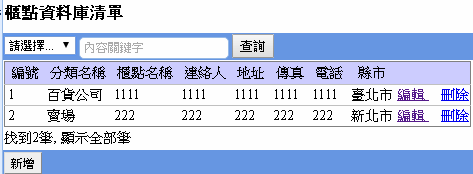 櫃點資料庫清單
請選擇... 內容關鍵字 查詢
編號 分類名稱 櫃點名稱 連絡人 地址 傳真 電話 縣市
1 百貨公司 1111 1111 1111 1111 1111 臺北市 編輯 刪除
2 賣場 222 222 222 222 222 新北市 編輯 刪除
找到2筆, 顯示全部筆
新增